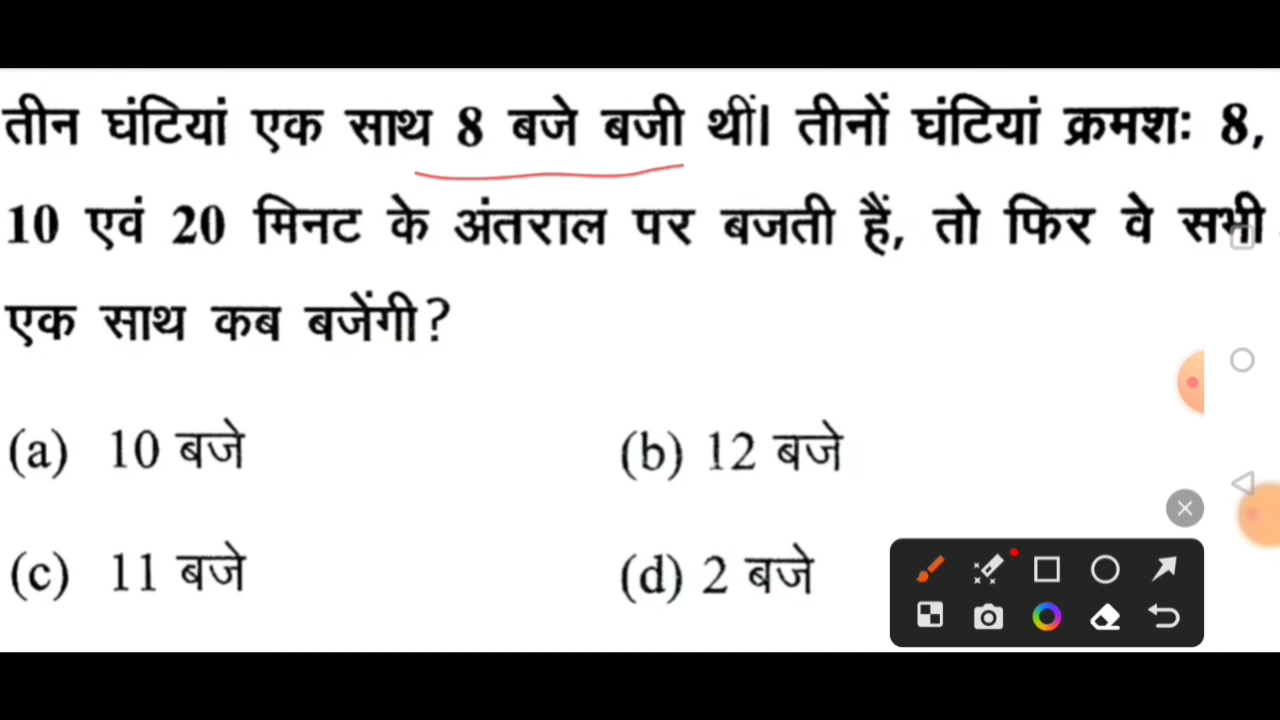 तीन घंटियां एक साथ 8 बजे बजी थीं। तीनों घंटियां क्रमशः 8,
10 एवं 20 मिनट के अंतराल पर बजती हैं, तो फिर वे सभी
एक साथ कब बजेंगी?
(a) 10 बजे (b) 12 बजे
(c) 11 बजे (d) 2 बजे